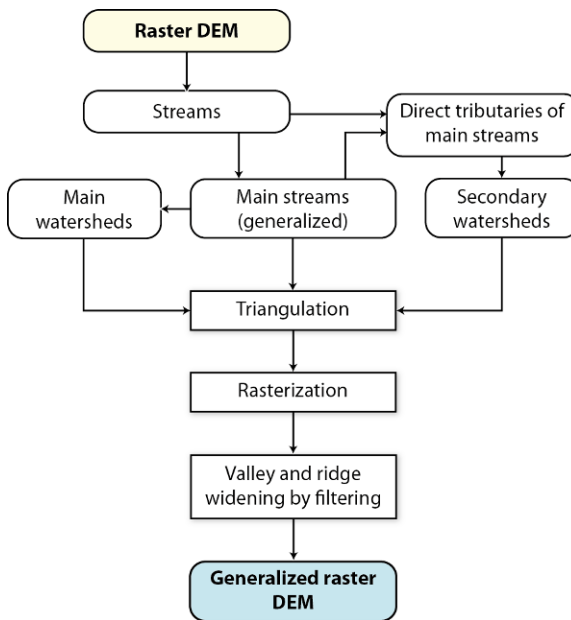 Raster DEM
Streams
Direct tributaries of
main streams
Main
watersheds
Main streams
(generalized)
Secondary
watersheds
Triangulation
Rasterization
Valley and ridge
widening by filtering
Generalized raster
DEM